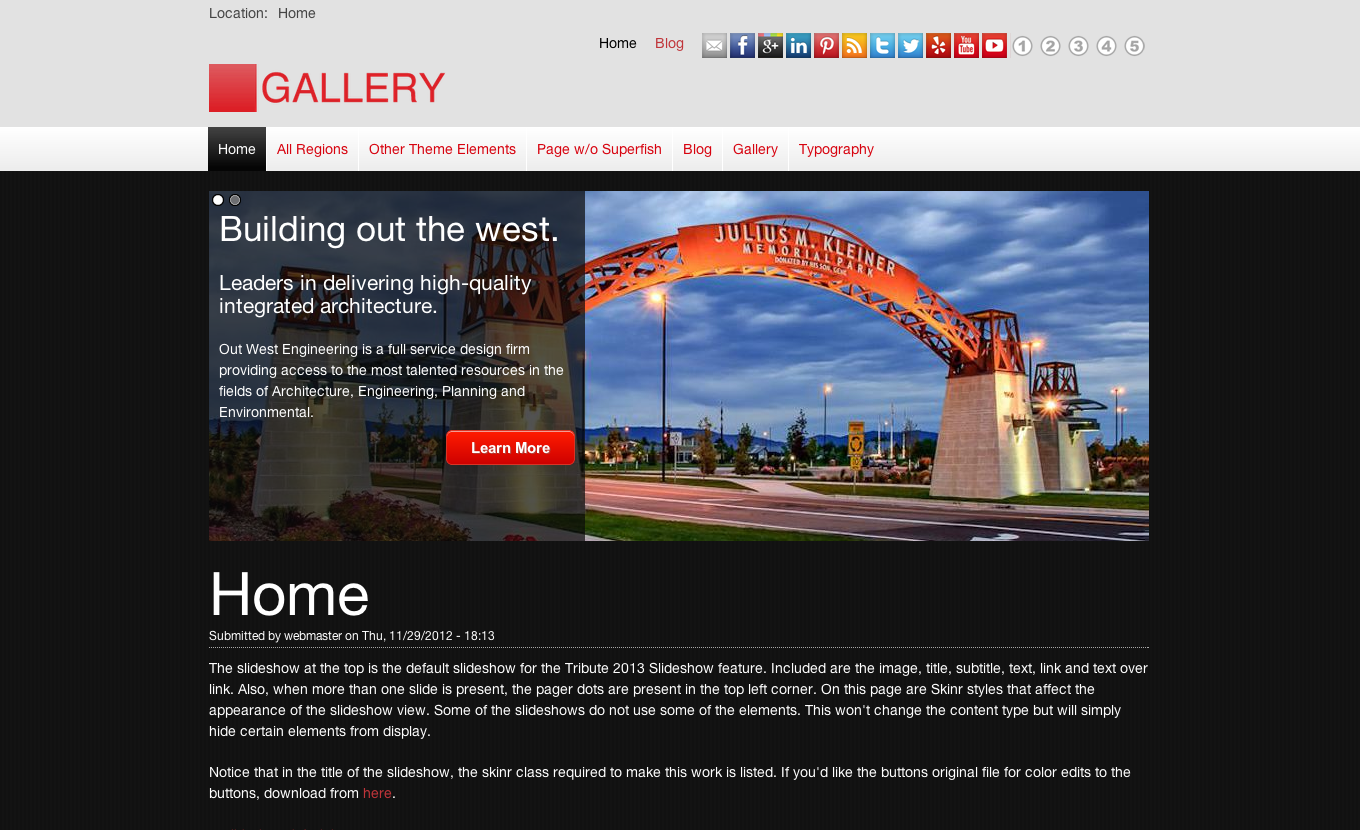 Location: Home
Home Blog
You Tube
1 2 3 4 5
GALLERY
Home All Regions Other Theme Elements Page w/o Superfish Blog Gallery Typography
Building out the west.
Leaders in delivering high-quality
integrated architecture.
Out West Engineering is a full service design firm
providing access to the most talented resources in the
fields of Architecture, Engineering, Planning and
Environmental.
Learn More
JULIUS M. KLEINER
MEMORIAL PARK
DONATED BY HIS SON, GENE
Home
Submitted by webmaster on Thu, 11/29/2012 - 18:13
The slideshow at the top is the default slideshow for the Tribute 2013 Slideshow feature. Included are the image, title, subtitle, text, link and text over
link. Also, when more than one slide is present, the pager dots are present in the top left corner. On this page are Skinr styles that affect the
appearance of the slideshow view. Some of the slideshows do not use some of the elements. This won't change the content type but will simply
hide certain elements from display.
Notice that in the title of the slideshow, the skinr class required to make this work is listed. If you'd like the buttons original file for color edits to the
buttons, download from here.